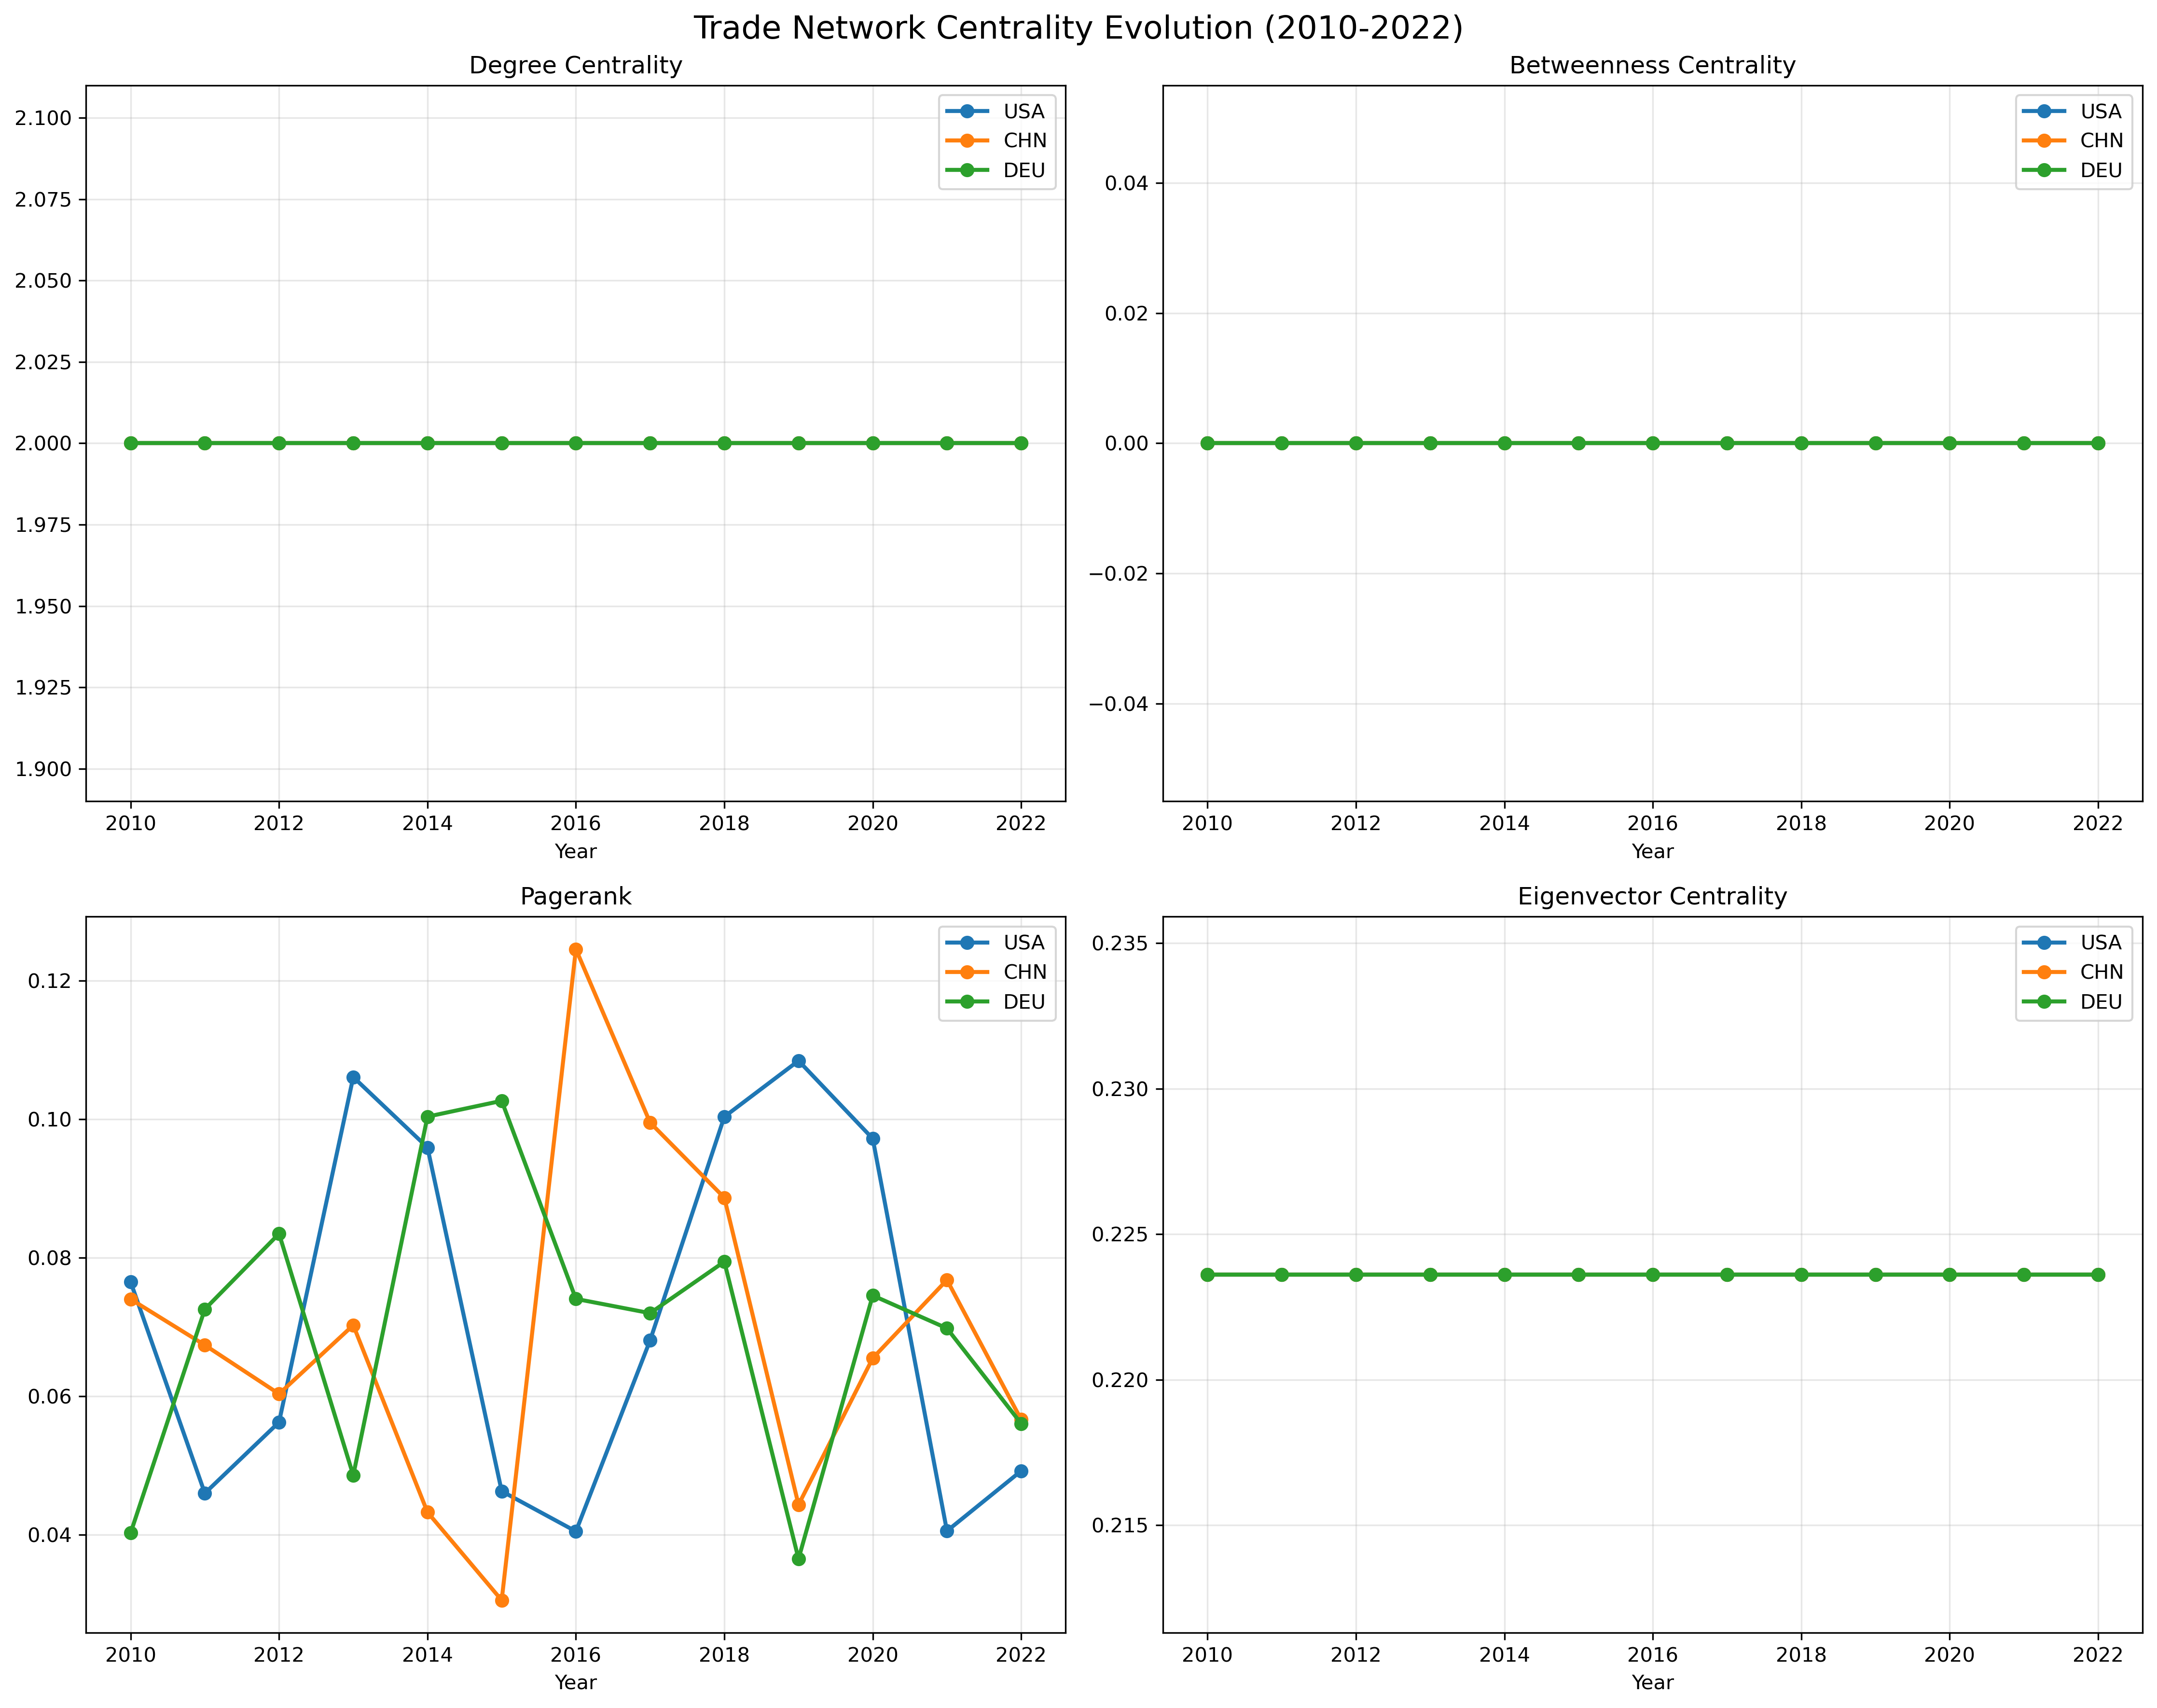 Trade Network Centrality Evolution (2010-2022)
Degree Centrality
2.100
2.075
2.050
2.025
2.000
1.975
1.950
1.925
1.900
USA
CHN
DEU
2010 2012 2014 2016 2018 2020 2022
Year
Betweenness Centrality
0.04
0.02
0.00
−0.02
−0.04
USA
CHN
DEU
2010 2012 2014 2016 2018 2020 2022
Year
Pagerank
0.12
0.10
0.08
0.06
0.04
USA
CHN
DEU
2010 2012 2014 2016 2018 2020 2022
Year
Eigenvector Centrality
0.235
0.230
0.225
0.220
0.215
USA
CHN
DEU
2010 2012 2014 2016 2018 2020 2022
Year